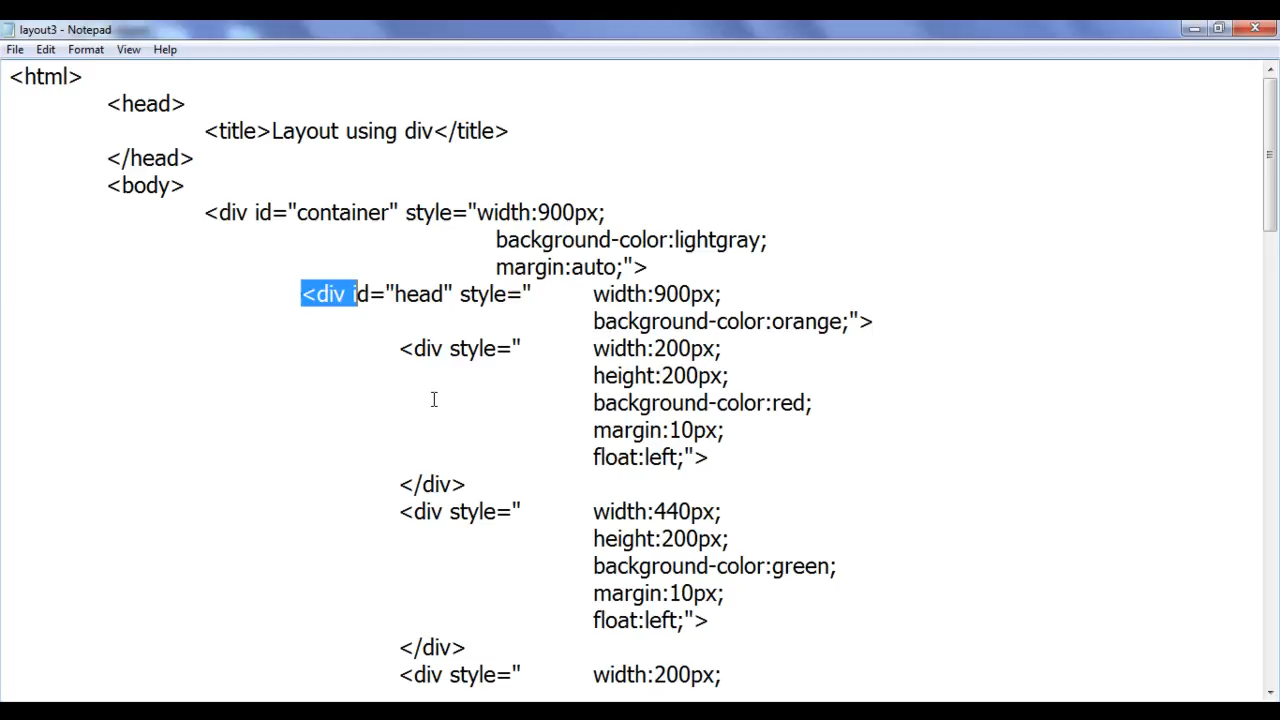 layout3 - Notepad
File Edit Format View Help
<html>
<head>
<title>Layout using div</title>
</head>
<body>
<div id="container" style="width:900px;
background-color:lightgray;
margin:auto;">
<div id="head" style=" width:900px;
background-color:orange;">
<div style=" width:200px;
height:200px;
background-color:red;
margin:10px;
float:left;">
</div>
<div style=" width:440px;
height:200px;
background-color:green;
margin:10px;
float:left;">
</div>
<div style=" width:200px;